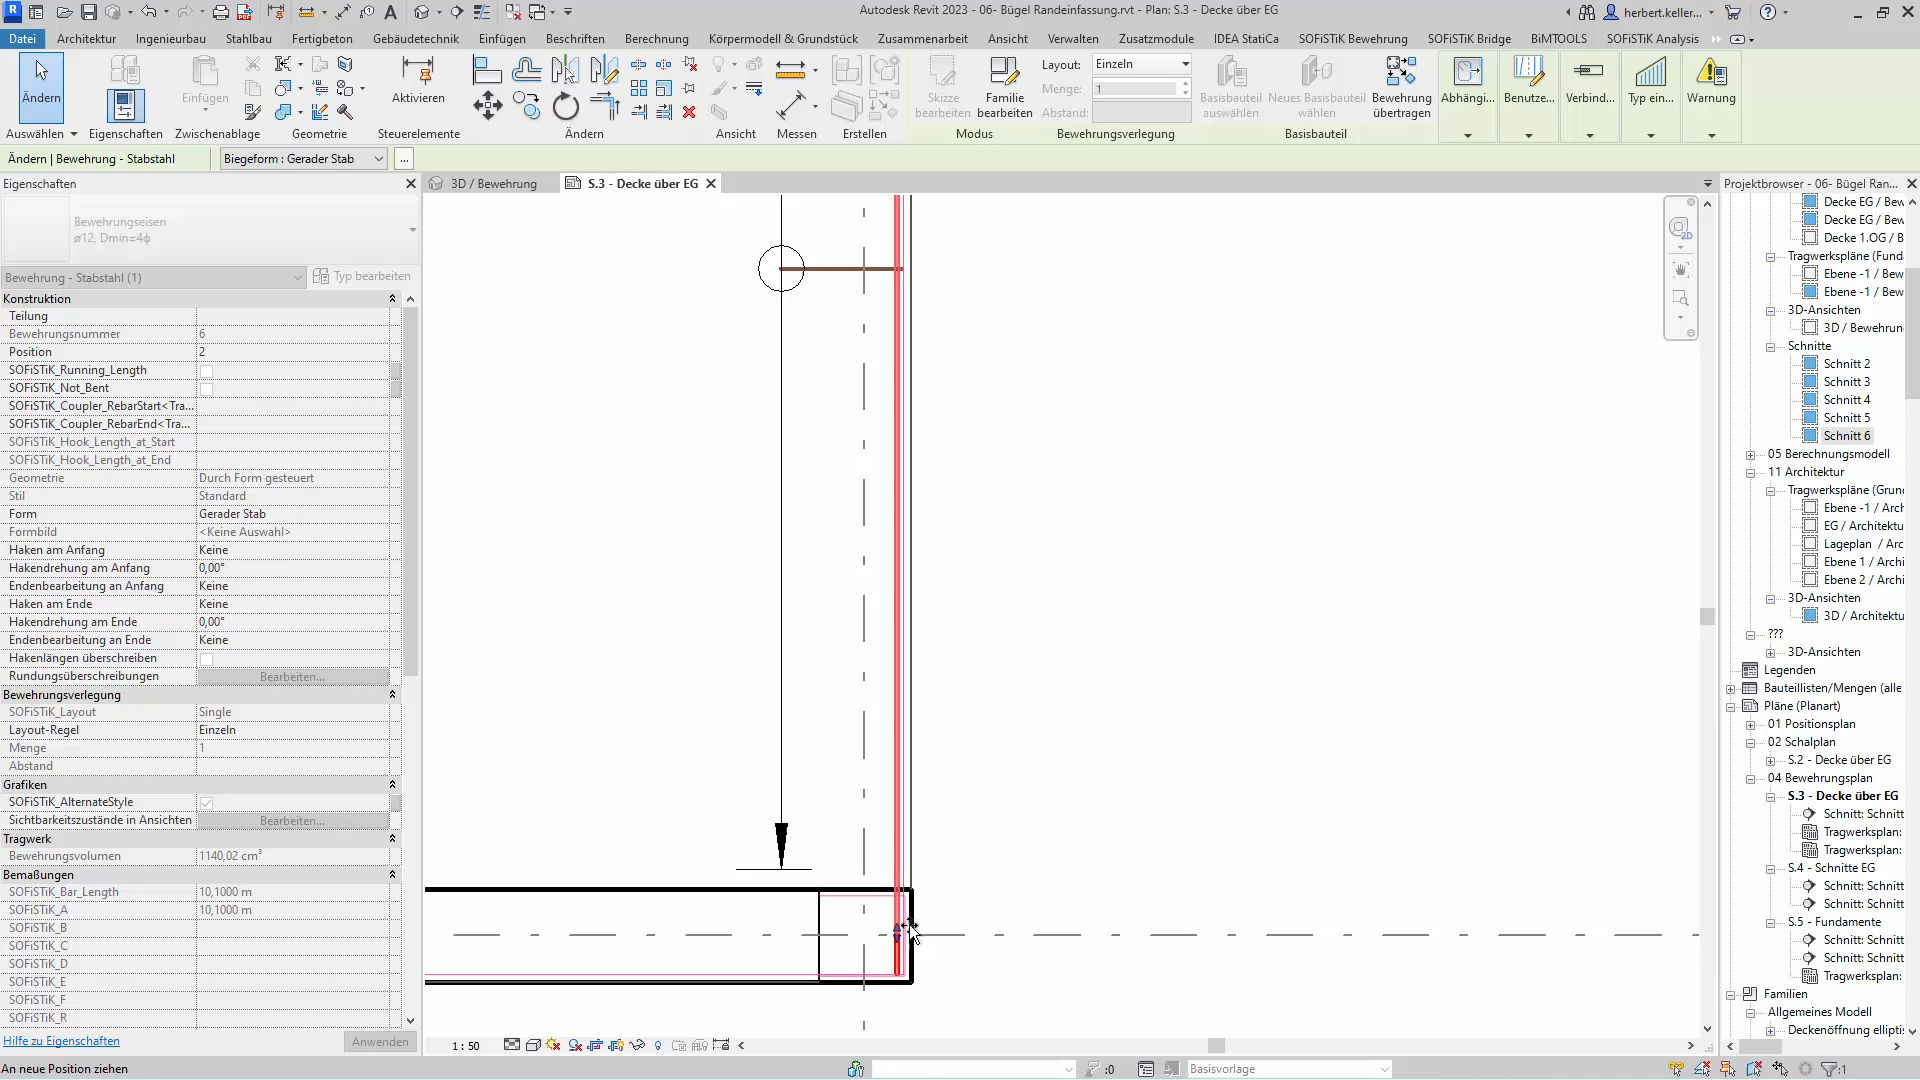 Autodesk Revit 2023 - 06- Bügel Randeinfassung.rvt - Plan: S.3 - Decke über EG
herbert.keller...
Datei Architektur Ingenieurbau Stahlbau Fertigbeton Gebäudetechnik Einfügen Beschriften Berechnung Körpermodell & Grundstück Zusammenarbeit Ansicht Verwalten Zusatzmodule IDEA StatiCa SOFiSTiK Bewehrung SOFiSTiK Bridge BiMTOOLS SOFiSTiK Analysis
Layout: Einzeln
Menge: 1
Abstand:
Ändern
Einfügen
Aktivieren
Skizze bearbeiten
Familie bearbeiten
Basisbauteil auswählen
Neues Basisbauteil wählen
Bewehrung übertragen
Abhängi... Benutze... Verbind... Typ ein... Warnung
Auswählen Eigenschaften Zwischenablage Geometrie Steuerelemente Ändern Ansicht Messen Erstellen Modus Bewehrungsverlegung Basisbauteil
Ändern | Bewehrung - Stabstahl Biegeform : Gerader Stab ...
Eigenschaften
3D / Bewehrung S.3 - Decke über EG
Projektbrowser - 06- Bügel Ran...
Bewehrungseisen
ø12, Dmin=4ϕ
Bewehrung - Stabstahl (1) Typ bearbeiten
Konstruktion
Teilung
Bewehrungsnummer 6
Position 2
SOFiSTiK_Running_Length
SOFiSTiK_Not_Bent
SOFiSTiK_Coupler_RebarStart<Tra...
SOFiSTiK_Coupler_RebarEnd<Tra...
SOFiSTiK_Hook_Length_at_Start
SOFiSTiK_Hook_Length_at_End
Geometrie Durch Form gesteuert
Stil Standard
Form Gerader Stab
Formbild <Keine Auswahl>
Haken am Anfang Keine
Hakendrehung am Anfang 0,00°
Endenbearbeitung an Anfang Keine
Haken am Ende Keine
Hakendrehung am Ende 0,00°
Endenbearbeitung an Ende Keine
Hakenlängen überschreiben
Rundungsüberschreibungen Bearbeiten...
Bewehrungsverlegung
SOFiSTiK_Layout Single
Layout-Regel Einzeln
Menge 1
Abstand
Grafiken
SOFiSTiK_AlternateStyle
Sichtbarkeitszustände in Ansichten Bearbeiten...
Tragwerk
Bewehrungsvolumen 1140,02 cm³
Bemaßungen
SOFiSTiK_Bar_Length 10,1000 m
SOFiSTiK_A 10,1000 m
SOFiSTiK_B
SOFiSTiK_C
SOFiSTiK_D
SOFiSTiK_E
SOFiSTiK_F
SOFiSTiK_R
Hilfe zu Eigenschaften Anwenden
2D
Decke EG / Bew
Decke EG / Bew
Decke 1.OG / B
Tragwerkspläne (Fund
Ebene -1 / Bew
Ebene -1 / Bew
3D-Ansichten
3D / Bewehrun
Schnitte
Schnitt 2
Schnitt 3
Schnitt 4
Schnitt 5
Schnitt 6
05 Berechnungsmodell
11 Architektur
Tragwerkspläne (Grun
Ebene -1 / Arch
EG / Architektu
Lageplan / Arc
Ebene 1 / Archi
Ebene 2 / Archi
3D-Ansichten
3D / Architektu
???
3D-Ansichten
Legenden
Bauteillisten/Mengen (alle
Pläne (Planart)
01 Positionsplan
02 Schalplan
S.2 - Decke über EG
04 Bewehrungsplan
S.3 - Decke über EG
Schnitt: Schnitt
Tragwerksplan:
Tragwerksplan:
S.4 - Schnitte EG
Schnitt: Schnitt
Schnitt: Schnitt
S.5 - Fundamente
Schnitt: Schnitt
Schnitt: Schnitt
Tragwerksplan:
Familien
Allgemeines Modell
Deckenöffnung ellipti
1 : 50
An neue Position ziehen
:0
Basisvorlage
:1